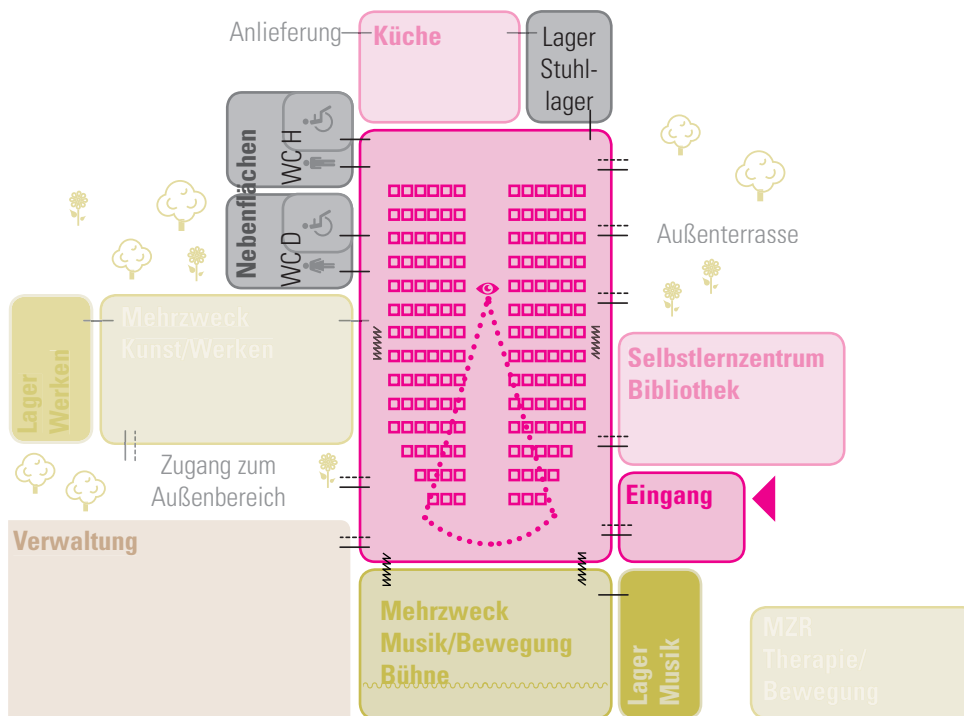 Anlieferung
Küche
Lager
Stuhl-
lager
Nebenflächen
WC H
WC D
Außenterrasse
Mehrzweck
Kunst/Werken
Lager
Werken
Selbstlernzentrum
Bibliothek
Zugang zum
Außenbereich
Eingang
Verwaltung
Mehrzweck
Musik/Bewegung
Bühne
Lager
Musik
MZR
Therapie/
Bewegung